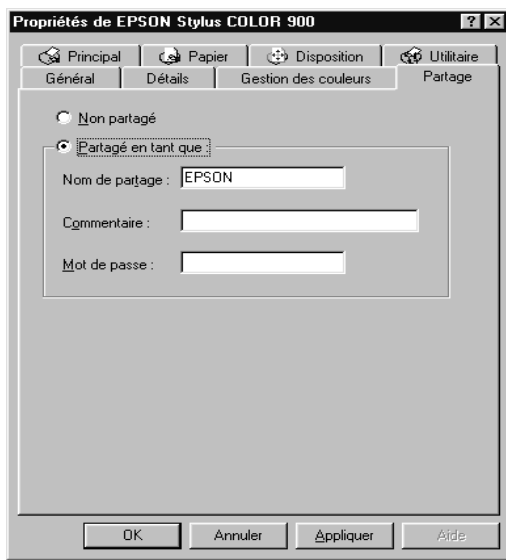 Propriétés de EPSON Stylus COLOR 900
Principal Papier Disposition Utilitaire
Général Détails Gestion des couleurs Partage
Non partagé
Partagé en tant que :
Nom de partage : EPSON
Commentaire :
Mot de passe :
OK Annuler Appliquer Aide